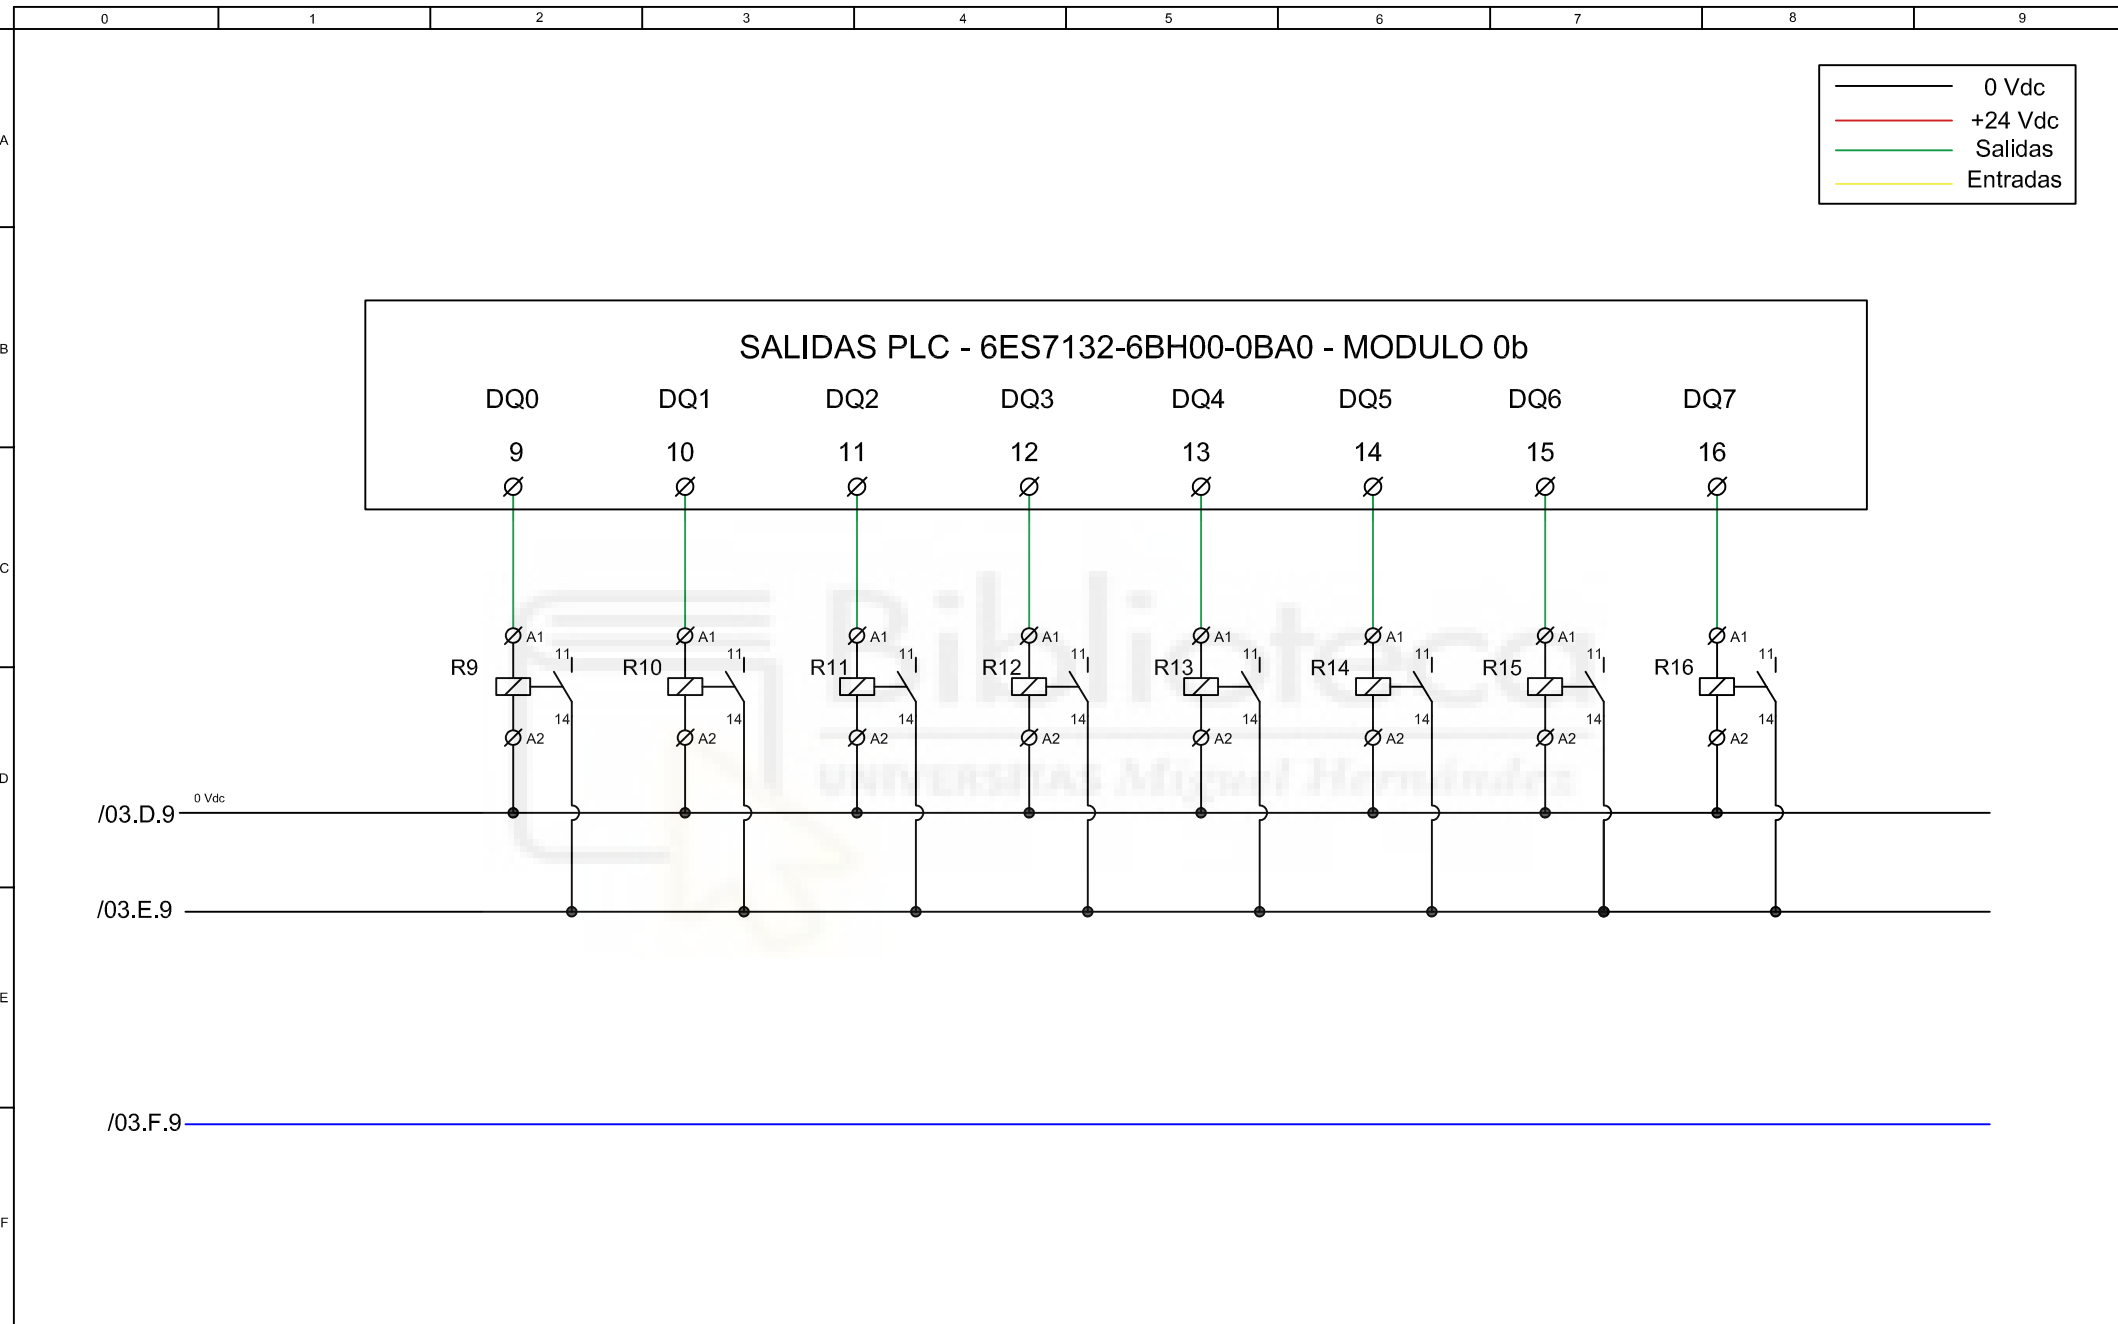 0 1 2 3 4 5 6 7 8 9
0 Vdc
+24 Vdc
A
Salidas
Entradas
SALIDAS PLC - 6ES7132-6BH00-0BA0 - MODULO 0b
B
DQ0 DQ1 DQ2 DQ3 DQ4 DQ5 DQ6 DQ7
9 10 11 12 13 14 15 16
C
Biblioteca
A1 A1 A1 A1 A1 A1 A1 A1
11 11 11 11 11 11 11 11
R9 R10 R11 R12 R13 R14 R15 R16
14 14 14 14 14 14 14 14
A2 A2 A2 A2 A2 A2 A2 A2
UNIVERSITAS Miguel Hernández
D
0 Vdc
/03.D.9
/03.E.9
E
/03.F.9
F